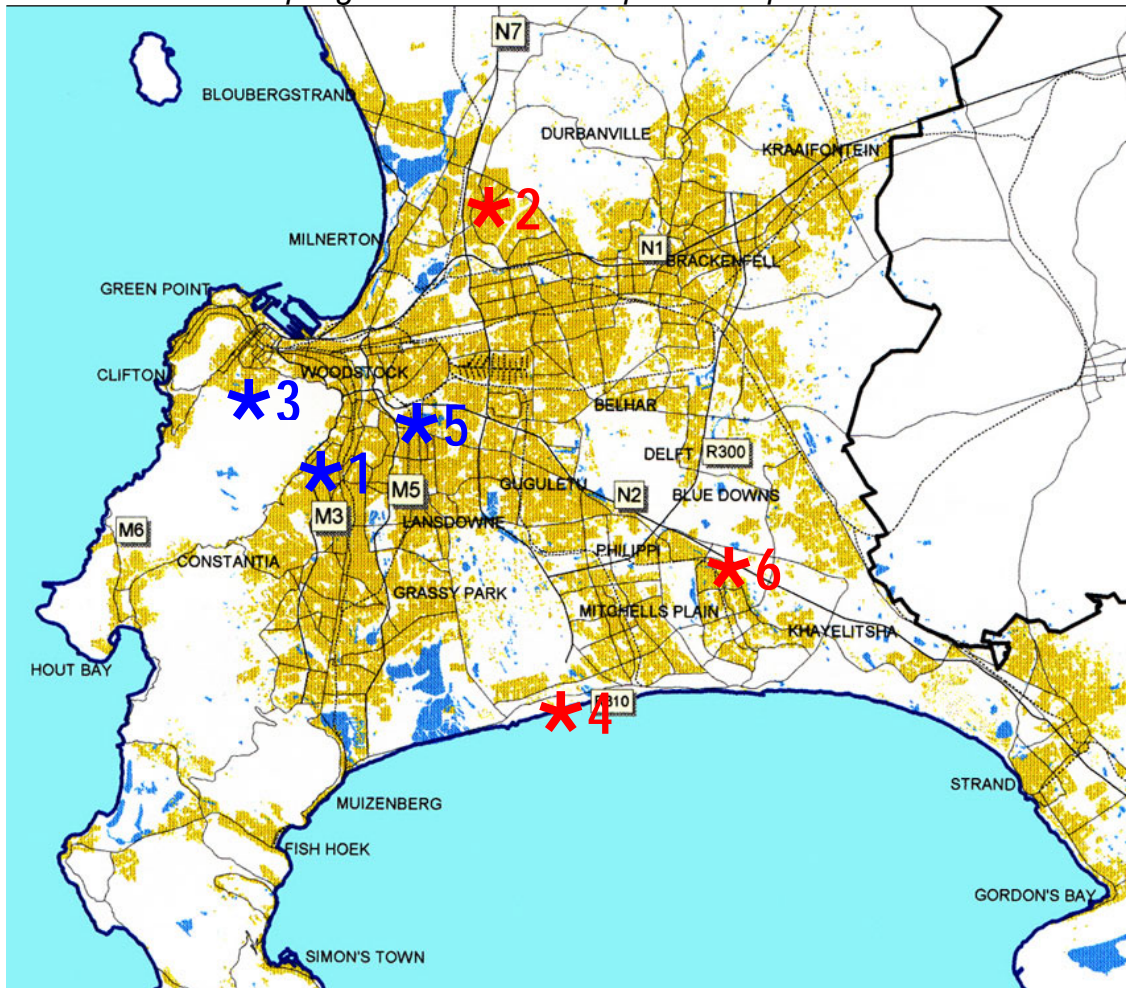 N7
BLOUBERGSTRAND
DURBANVILLE
KRAAIFONTEIN
*2
MILNERTON
N1
BRACKENFELL
GREEN POINT
WOODSTOCK
CLIFTON
*3
BELHAR
*5
DELFT
R300
*1
GUGULETU
M5
N2
BLUE DOWNS
M3
LANSDOWNE
M6
PHILIPPI
CONSTANTIA
*6
GRASSY PARK
MITCHELLS PLAIN
KHAYELITSHA
HOUT BAY
*4
310
STRAND
MUIZENBERG
FISH HOEK
GORDON'S BAY
SIMON'S TOWN